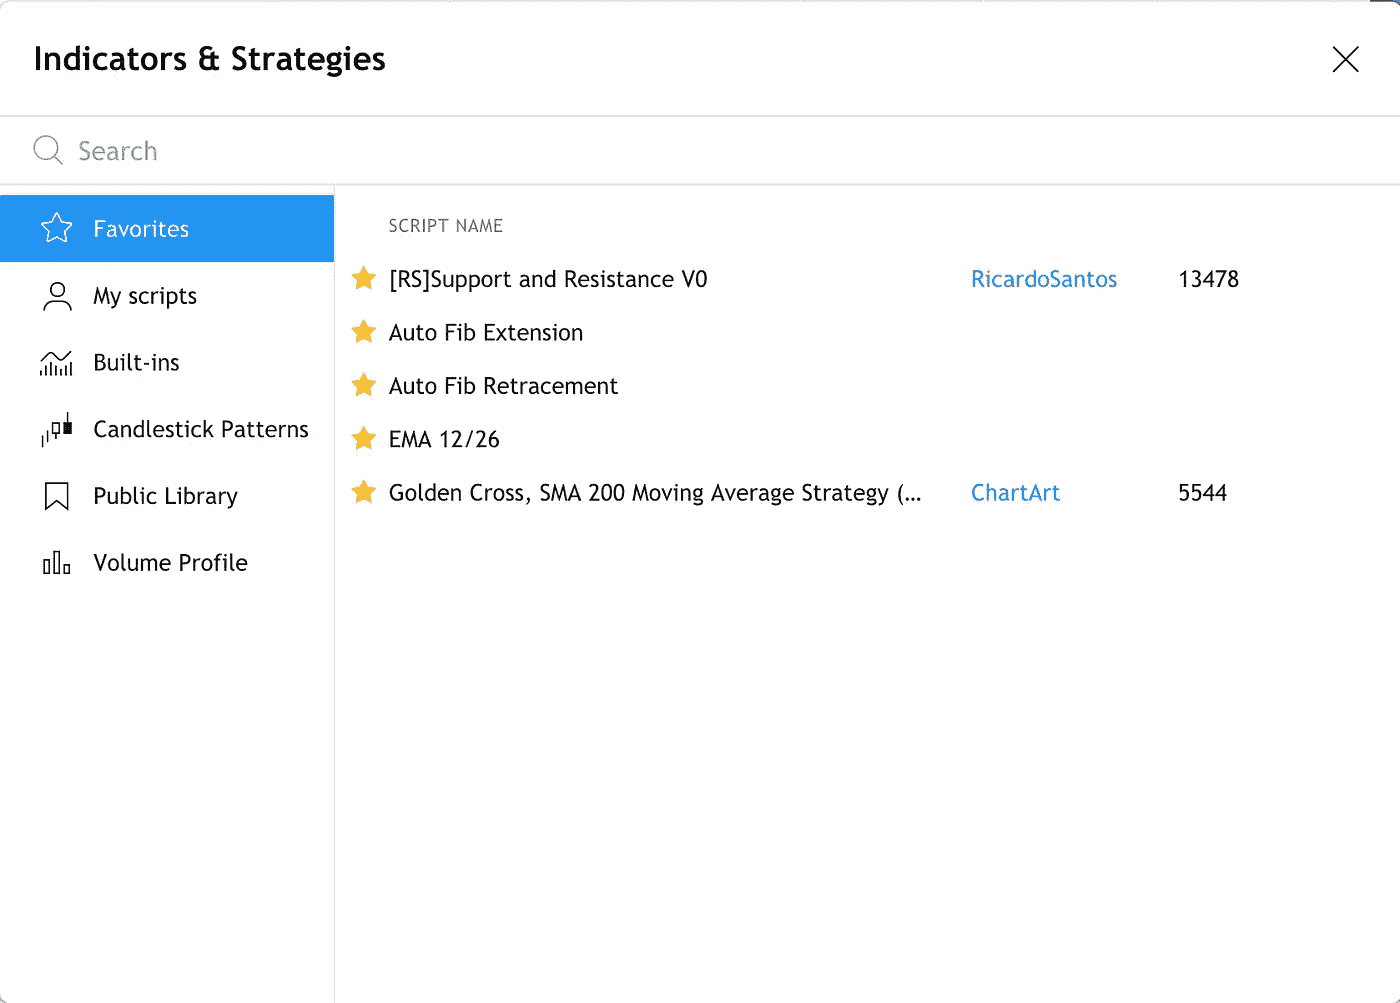 Indicators & Strategies
Search
Favorites
My scripts
Built-ins
Candlestick Patterns
Public Library
Volume Profile
SCRIPT NAME
[RS]Support and Resistance V0 RicardoSantos 13478
Auto Fib Extension
Auto Fib Retracement
EMA 12/26
Golden Cross, SMA 200 Moving Average Strategy (... ChartArt 5544